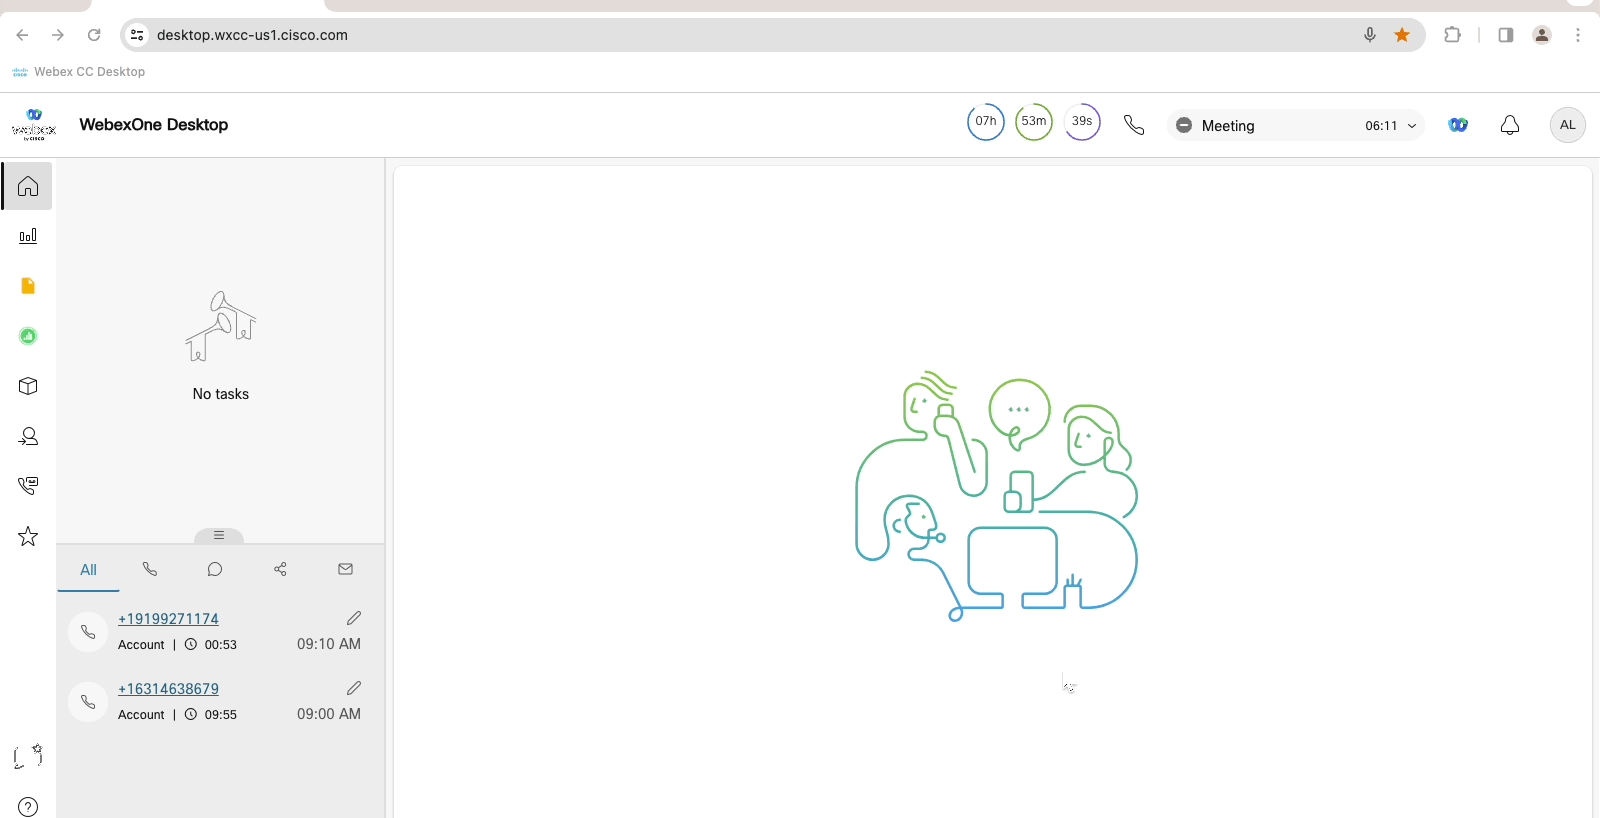 desktop.wxcc-us1.cisco.com
Webex CC Desktop
webex
by CISCO
WebexOne Desktop
07h 53m 39s
Meeting 06:11
AL
No tasks
All
+19199271174
Account | 00:53 09:10 AM
+16314638679
Account | 09:55 09:00 AM